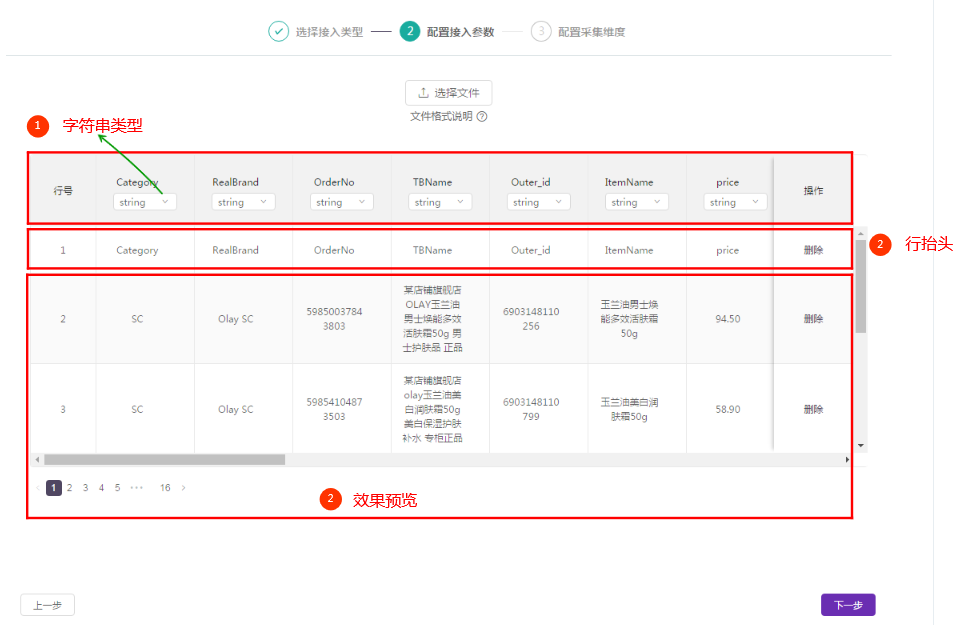 选择接入类型 2 配置接入参数 3 配置采集维度
选择文件
文件格式说明 ?
1 字符串类型
行号 Category RealBrand OrderNo TBName Outer_id ItemName price 操作
string string string string string string string
1 Category RealBrand OrderNo TBName Outer_id ItemName price 删除
2 行抬头
2 SC Olay SC 5985003784
3803 某店铺旗舰店
OLAY玉兰油
男士焕能多效
活肤霜50g 男
士护肤品 正品 6903148110
256 玉兰油男士焕
能多效活肤霜
50g 94.50 删除
3 SC Olay SC 5985410487
3503 某店铺旗舰店
olay玉兰油美
白润肤霜50g
美白保湿护肤
补水 专柜正品 6903148110
799 玉兰油美白润
肤霜50g 58.90 删除
1 2 3 4 5 ··· 16
2 效果预览
上一步 下一步